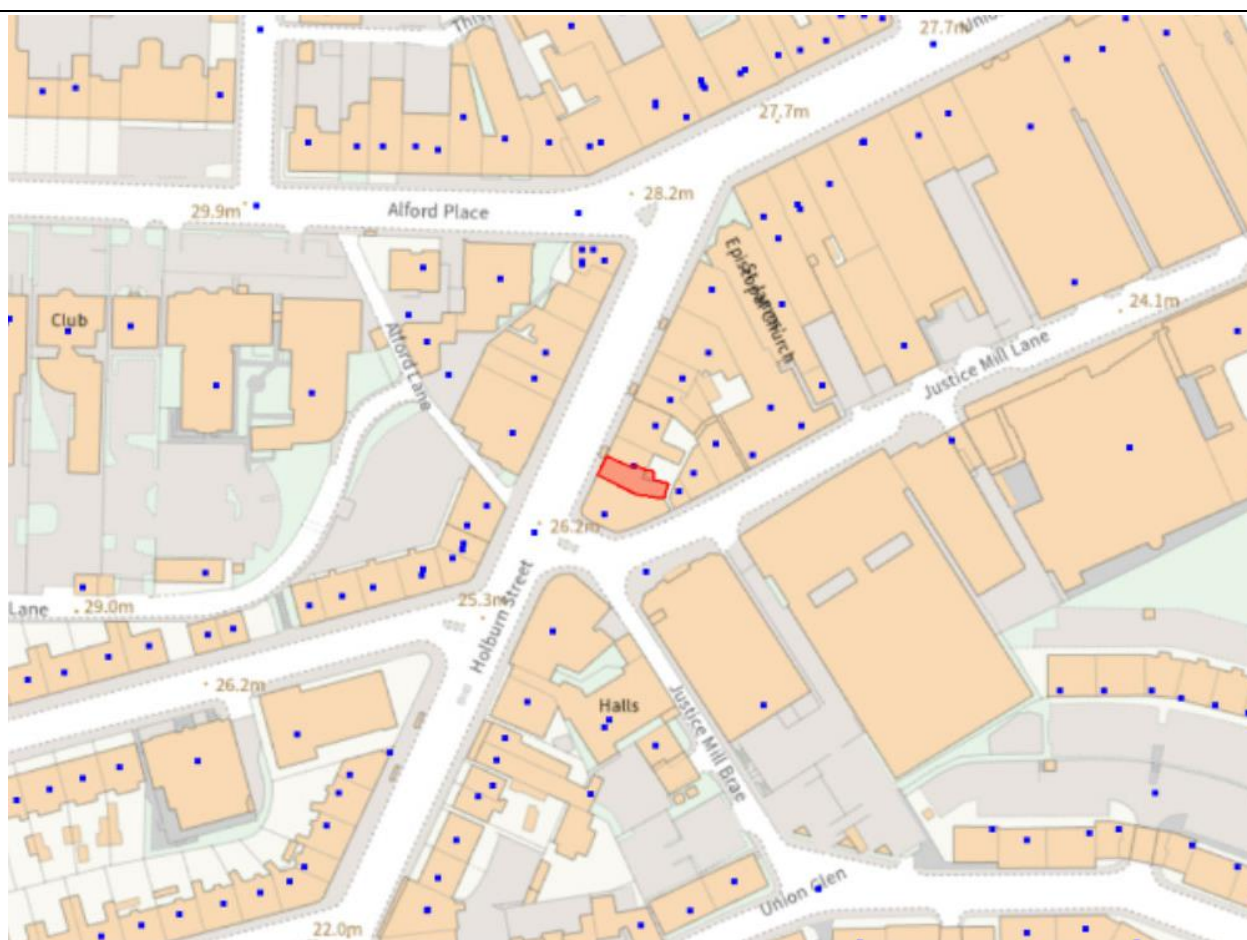 27.7m
27.7m
28.2m
29.9m
Alford Place
Club
Alford Lane
St James'
Episcopal Church
24.1m
Justice Mill Lane
26.2m
Lane
29.0m
25.3m
Holburn Street
26.2m
Halls
Justice Mill Brae
Union Glen
22.0m